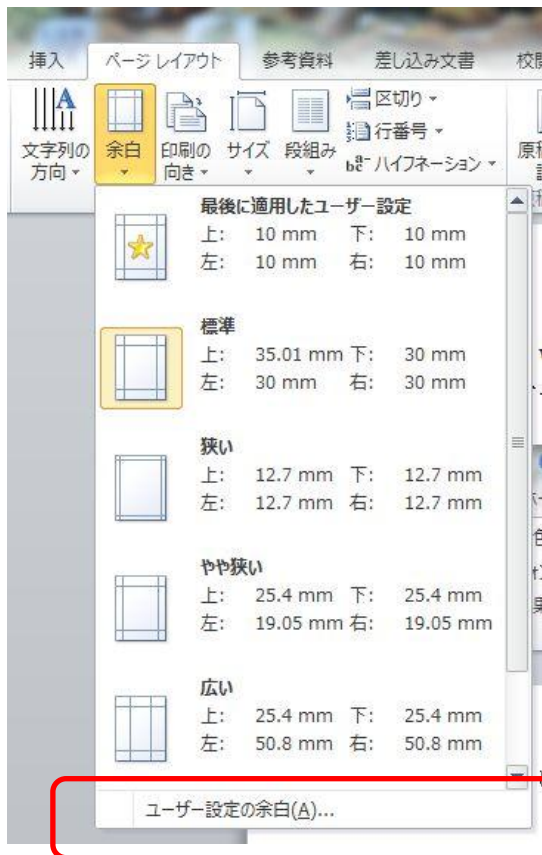 挿入 ページ レイアウト 参考資料 差し込み文書
文字列の方向 余白 印刷の向き サイズ 段組み
区切り
行番号
ハイフネーション
最後に適用したユーザー設定
上: 10 mm 下: 10 mm
左: 10 mm 右: 10 mm
標準
上: 35.01 mm 下: 30 mm
左: 30 mm 右: 30 mm
狭い
上: 12.7 mm 下: 12.7 mm
左: 12.7 mm 右: 12.7 mm
やや狭い
上: 25.4 mm 下: 25.4 mm
左: 19.05 mm 右: 19.05 mm
広い
上: 25.4 mm 下: 25.4 mm
左: 50.8 mm 右: 50.8 mm
ユーザー設定の余白(A)...